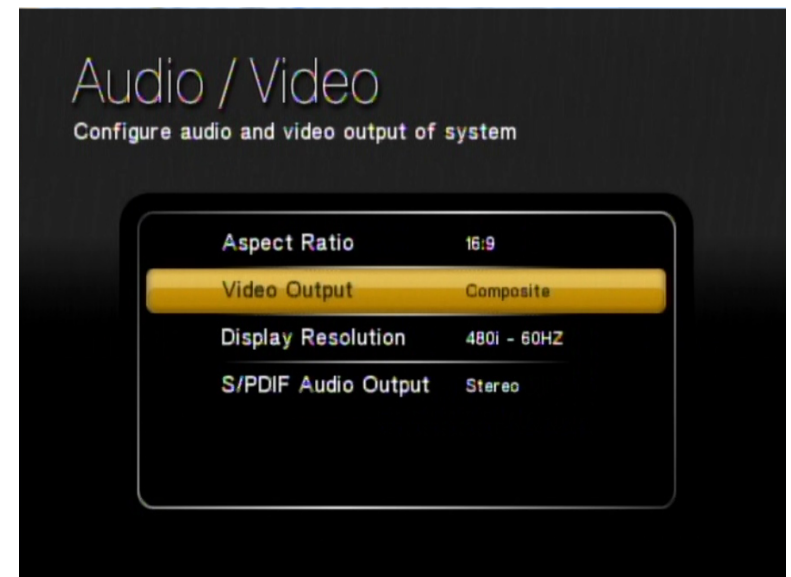 Audio / Video
Configure audio and video output of system
Aspect Ratio 16:9
Video Output Composite
Display Resolution 480i - 60HZ
S/PDIF Audio Output Stereo